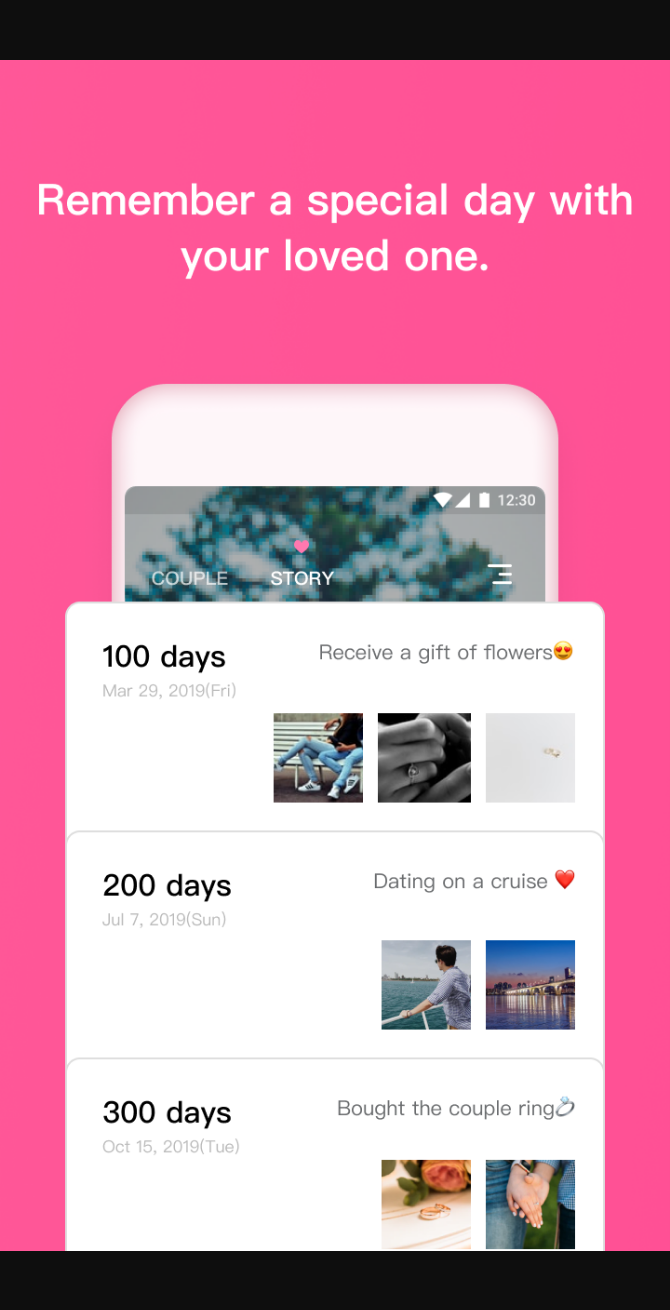 Remember a special day with
your loved one.
12:30
COUPLE
STORY
100 days
Receive a gift of flowers😍
Mar 29, 2019(Fri)
200 days
Dating on a cruise ❤️
Jul 7, 2019(Sun)
300 days
Bought the couple ring💍
Oct 15, 2019(Tue)